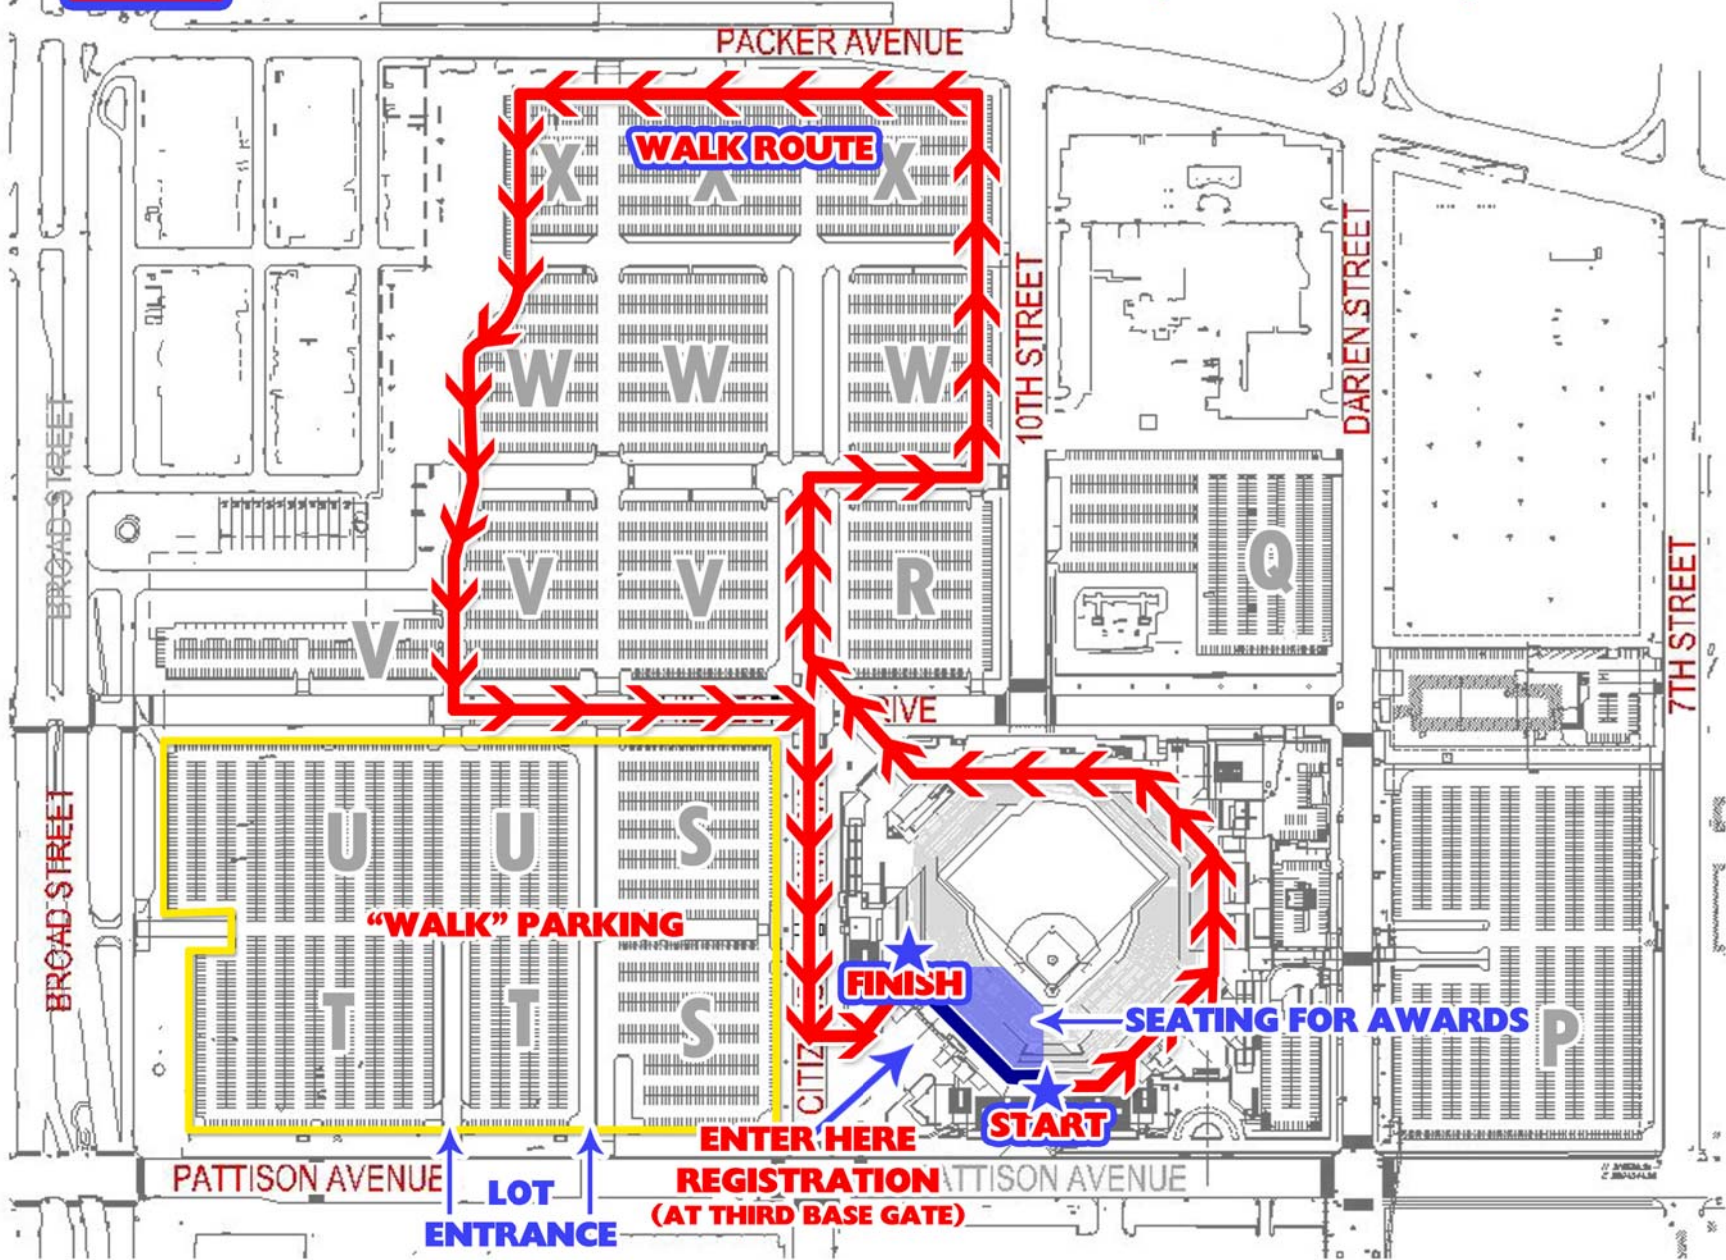 PACKER AVENUE
WALK ROUTE
X
X
X
10TH STREET
DARIEN STREET
W
W
W
BROAD STREET
V
V
R
Q
V
7TH STREET
IVE
BROAD STREET
U
U
S
"WALK" PARKING
FINISH
T
T
S
SEATING FOR AWARDS
P
CITIZ
START
ENTER HERE
REGISTRATION
(AT THIRD BASE GATE)
PATTISON AVENUE
ATTISON AVENUE
LOT
ENTRANCE